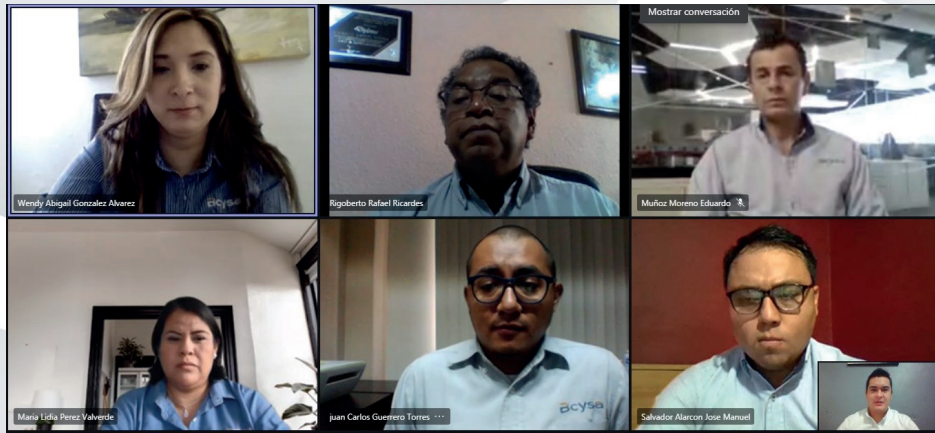 Mostrar conversación
Wendy Abigail Gonzalez Alvarez
Bcysa
Rigoberto Rafael Ricardes
Muñoz Moreno Eduardo
Maria Lidia Perez Valverde
juan Carlos Guerrero Torres ···
Bcysa
Salvador Alarcon Jose Manuel